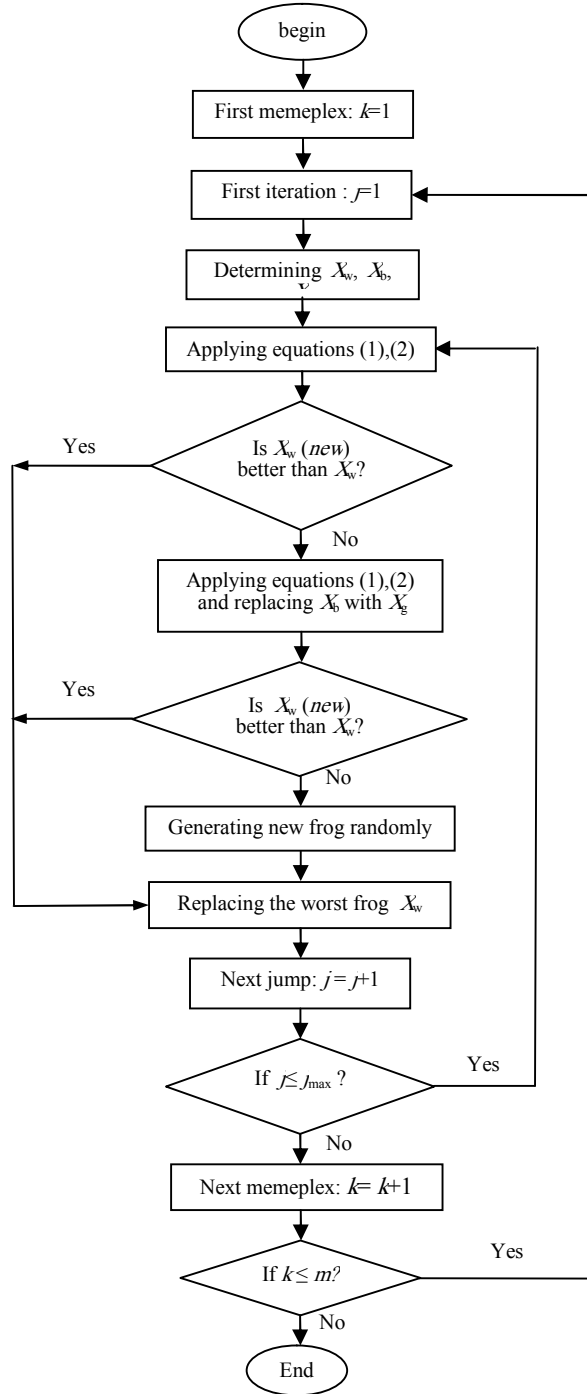 begin
First memeplex: k=1
First iteration : j=1
Determining Xw, Xb,
Applying equations (1),(2)
Yes
Is Xw (new)
better than Xw?
No
Applying equations (1),(2)
and replacing Xb with Xg
Yes
Is Xw (new)
better than Xw?
No
Generating new frog randomly
Replacing the worst frog Xw
Next jump: j = j+1
If j≤ jmax ?
Yes
No
Next memeplex: k= k+1
If k ≤ m?
Yes
No
End